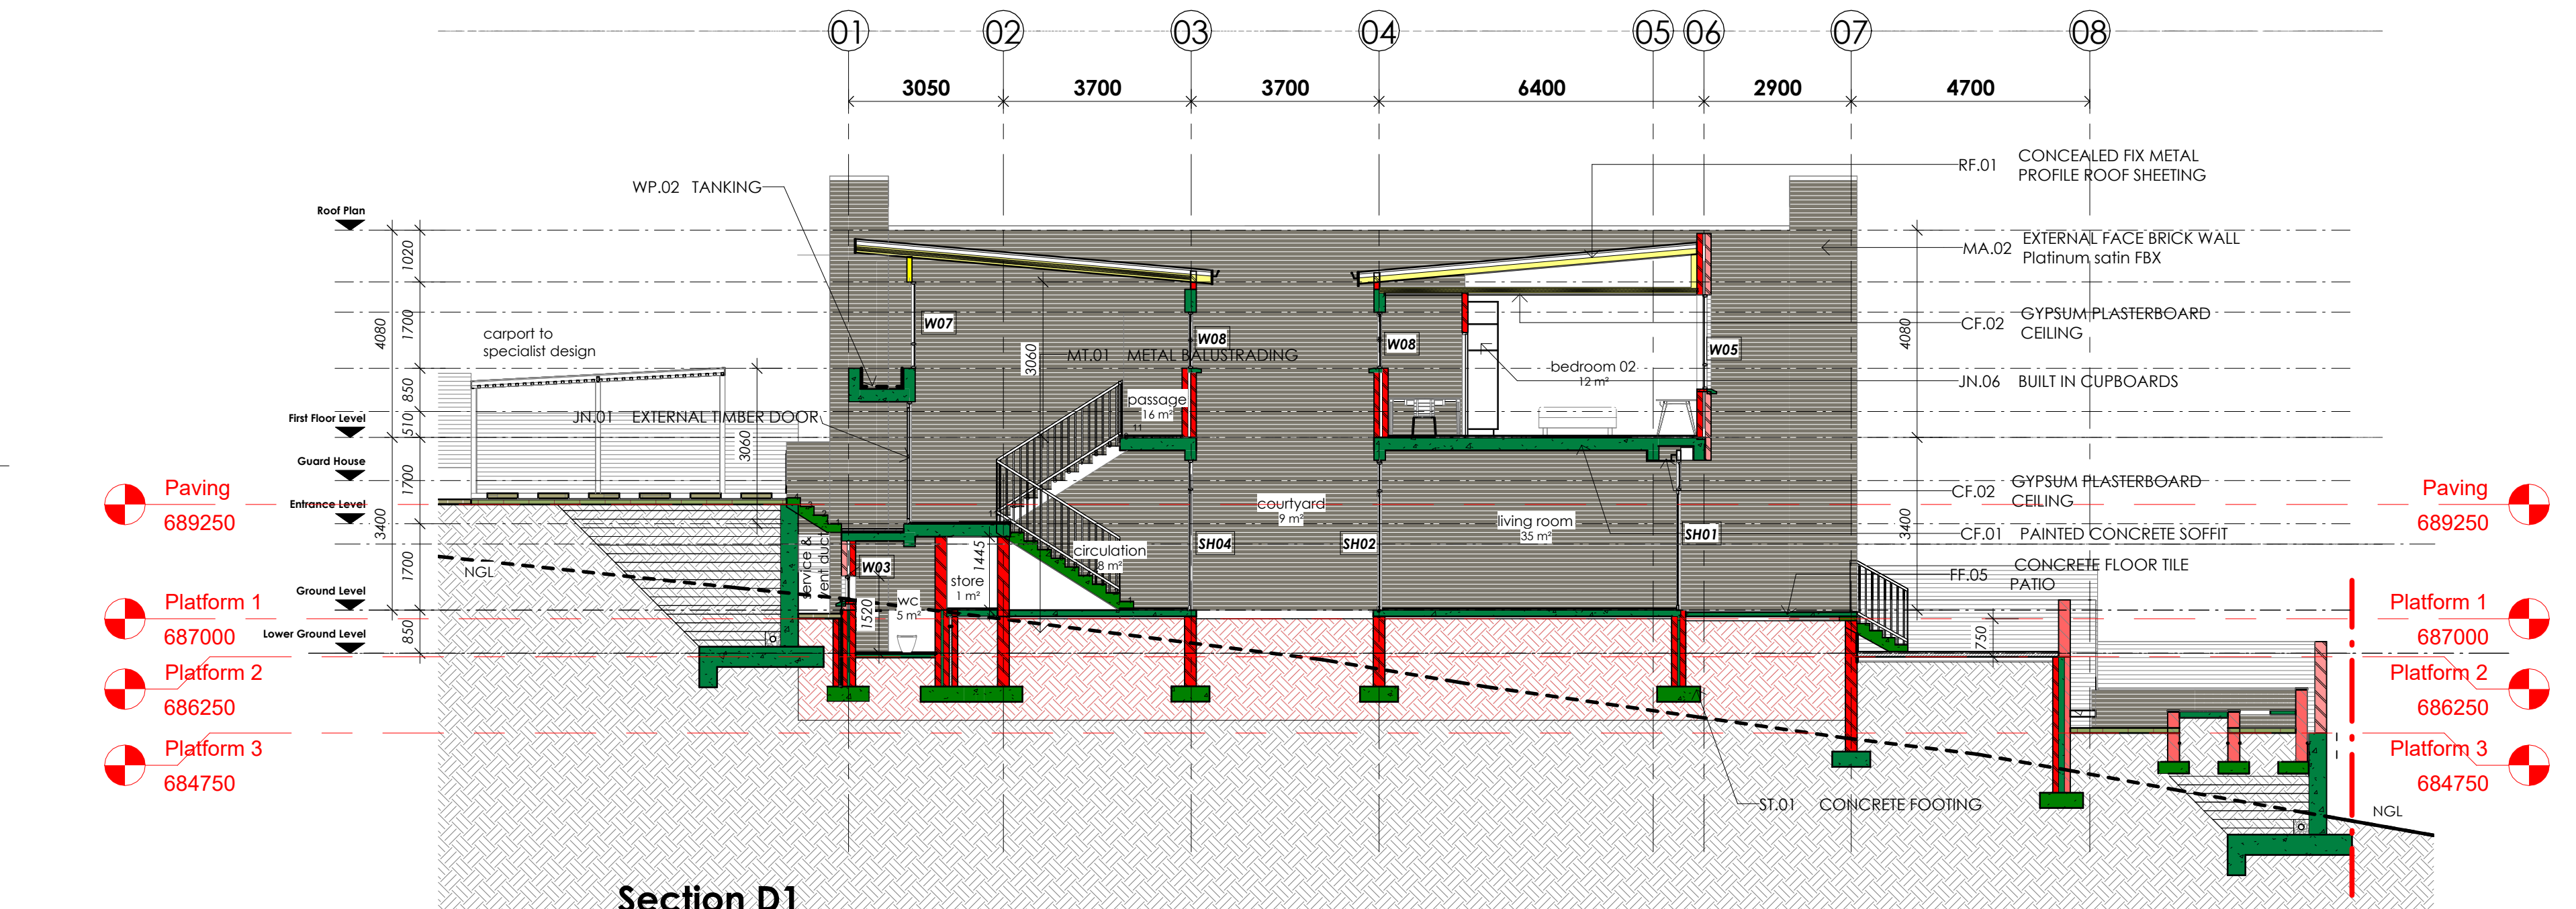 01 02 03 04 05 06 07 08
3050 3700 3700 6400 2900 4700
RF.01 CONCEALED FIX METAL
PROFILE ROOF SHEETING
WP.02 TANKING
Roof Plan
MA.02 EXTERNAL FACE BRICK WALL
Platinum satin FBX
1020
4080
1700
850
510
carport to
specialist design
W07
W08
W08
W05
3060
MT.01 METAL BALUSTRADING
CF.02 GYPSUM PLASTERBOARD
CEILING
4080
bedroom 02
12 m²
JN.06 BUILT IN CUPBOARDS
passage
16 m²
11
First Floor Level
JN.01 EXTERNAL TIMBER DOOR
3060
Guard House
1700
Paving
689250
Entrance Level
3400
1700
courtyard
9 m²
living room
35 m²
CF.02 GYPSUM PLASTERBOARD
CEILING
Paving
689250
CF.01 PAINTED CONCRETE SOFFIT
3400
1
service &
vent duct
W03
1445
circulation
8 m²
SH04
SH02
SH01
FF.05 CONCRETE FLOOR TILE
PATIO
NGL
store
1 m²
wc
5 m²
1520
Ground Level
Platform 1
687000
Platform 1
687000
Lower Ground Level
850
750
Platform 2
686250
Platform 2
686250
Platform 3
684750
Platform 3
684750
ST.01 CONCRETE FOOTING
NGL
Section D1